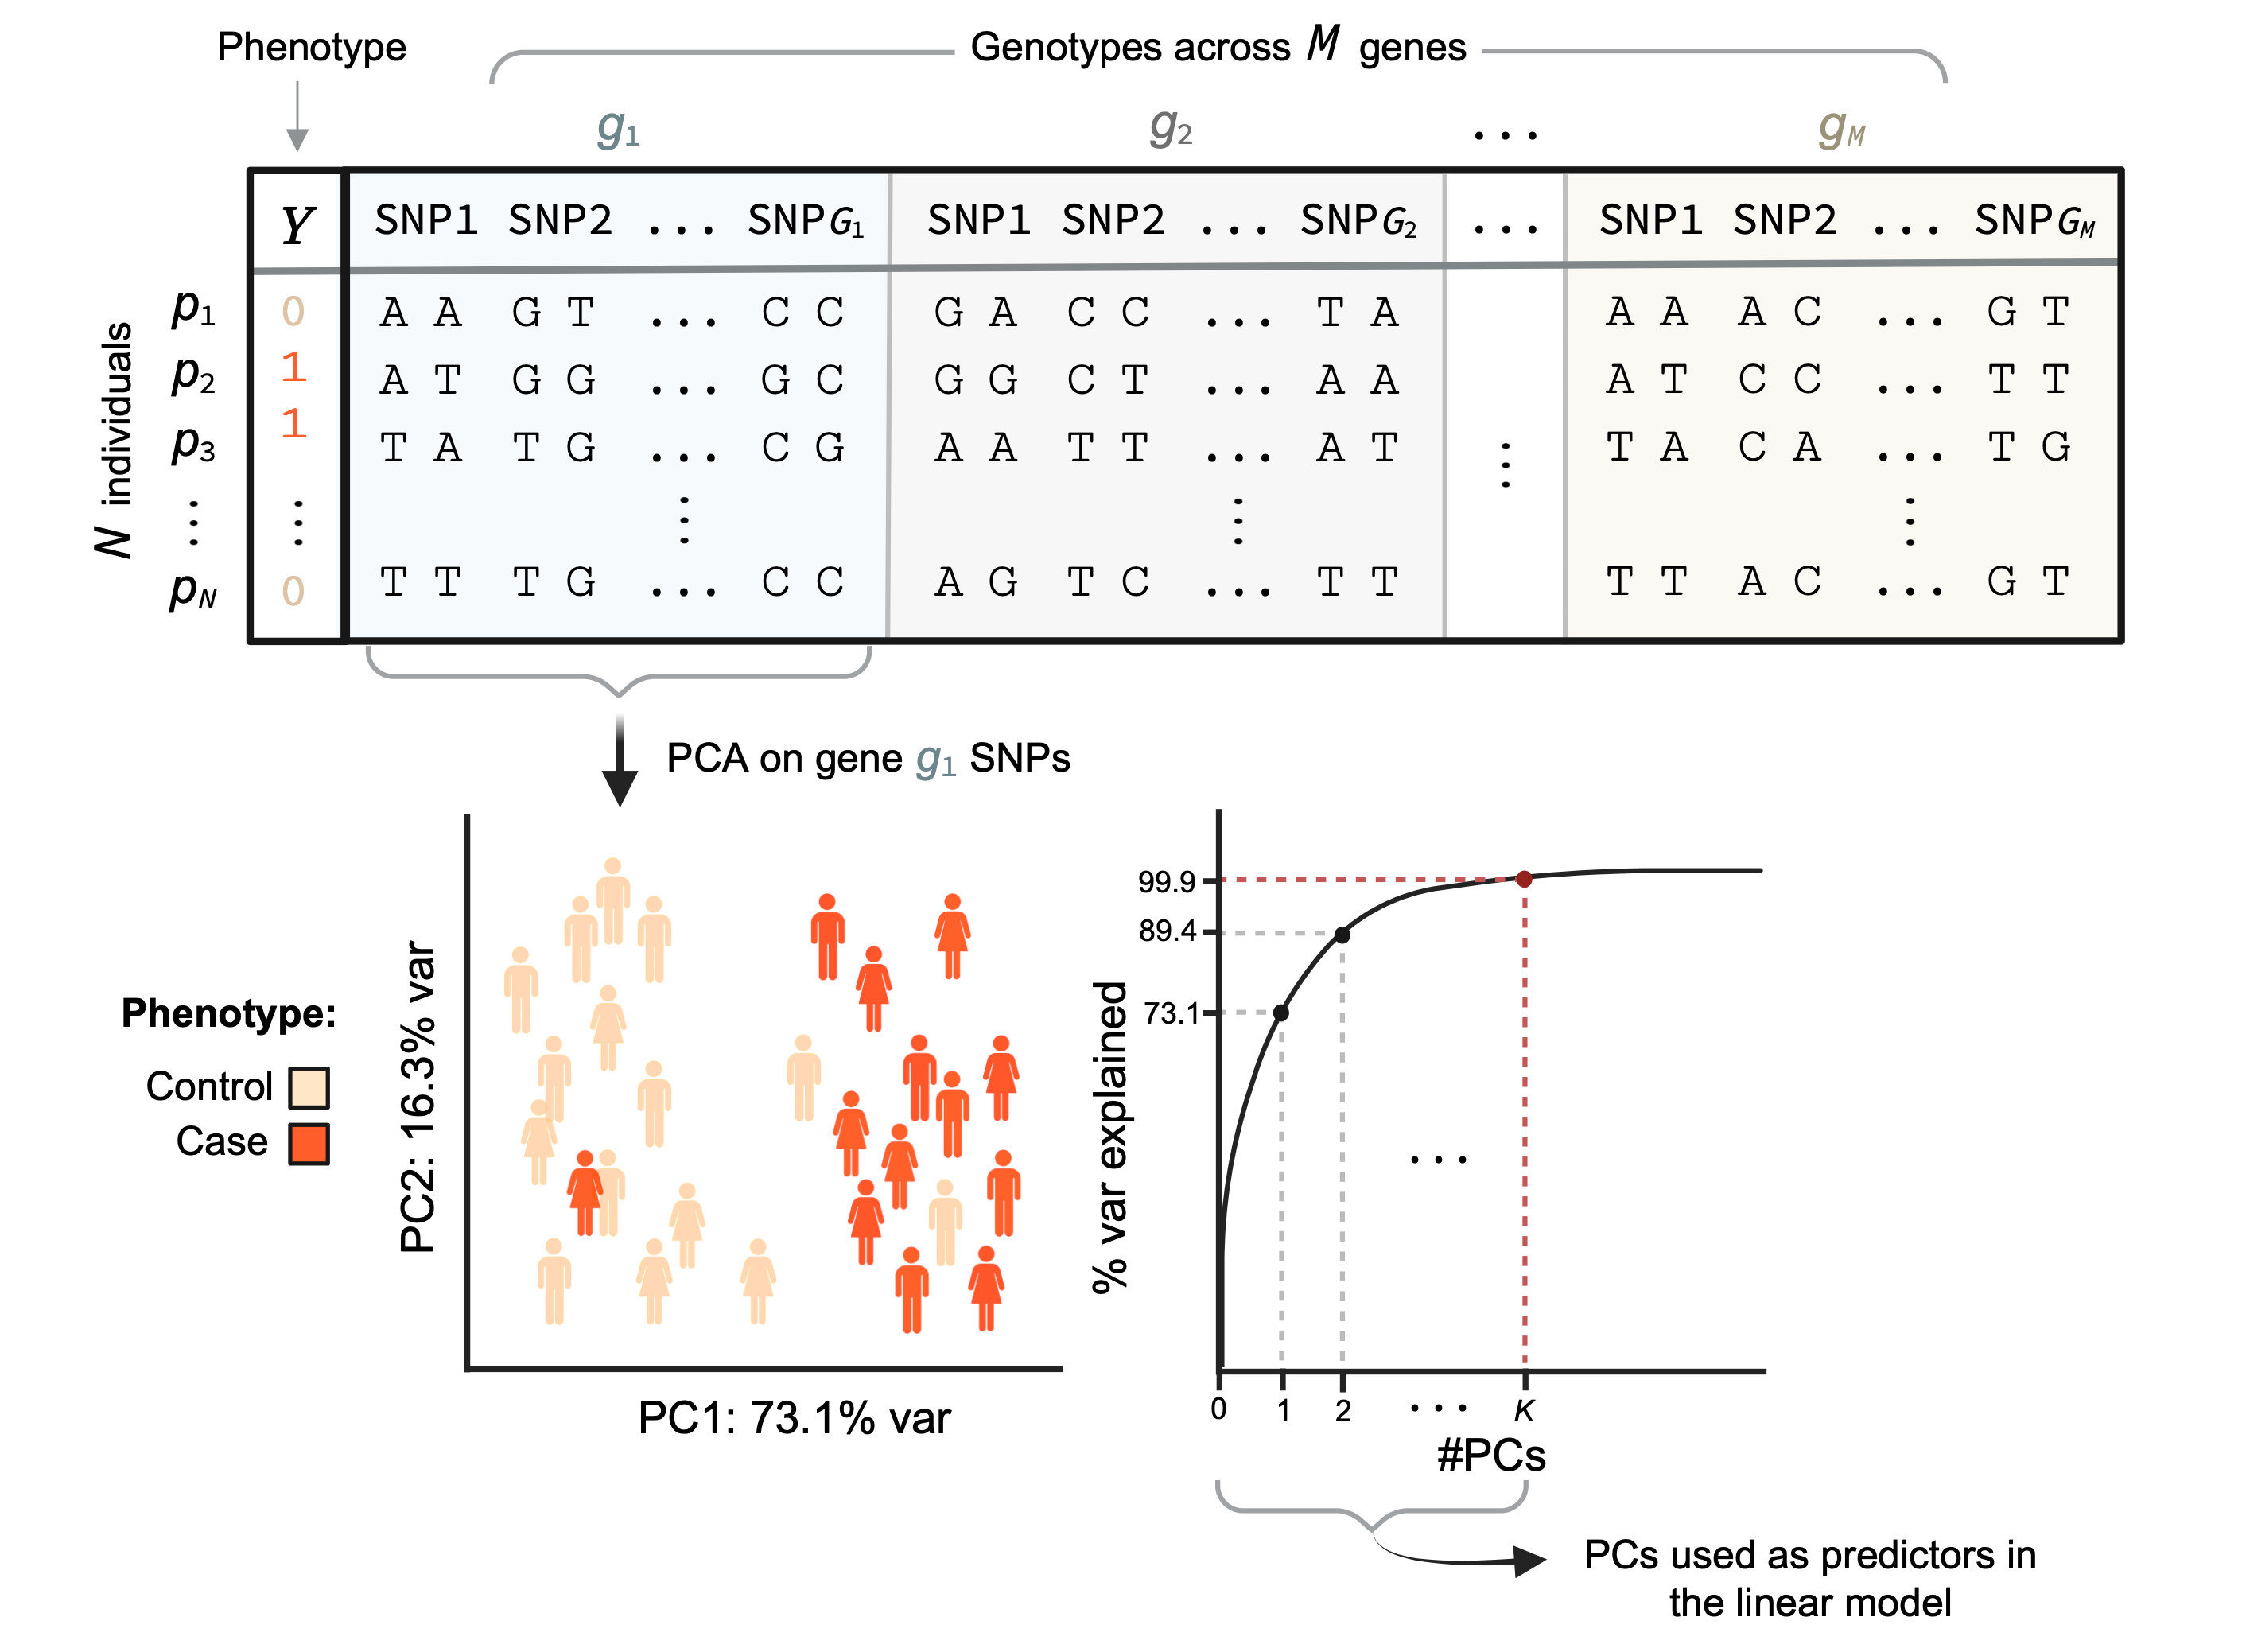 Phenotype
Genotypes across M genes
g1 g2 ... gM
Y SNP1 SNP2 ... SNPG1 SNP1 SNP2 ... SNPG2 ... SNP1 SNP2 ... SNPGM
N individuals
p1 0 A A G T ... C C G A C C ... T A A A A C ... G T
p2 1 A T G G ... G C G G C T ... A A A T C C ... T T
p3 1 T A T G ... C G A A T T ... A T T A C A ... T G
pN 0 T T T G ... C C A G T C ... T T T T A C ... G T
PCA on gene g1 SNPs
Phenotype:
Control
Case
PC2: 16.3% var
PC1: 73.1% var
% var explained
99.9
89.4
73.1
...
0 1 2 ... K
#PCs
PCs used as predictors in
the linear model